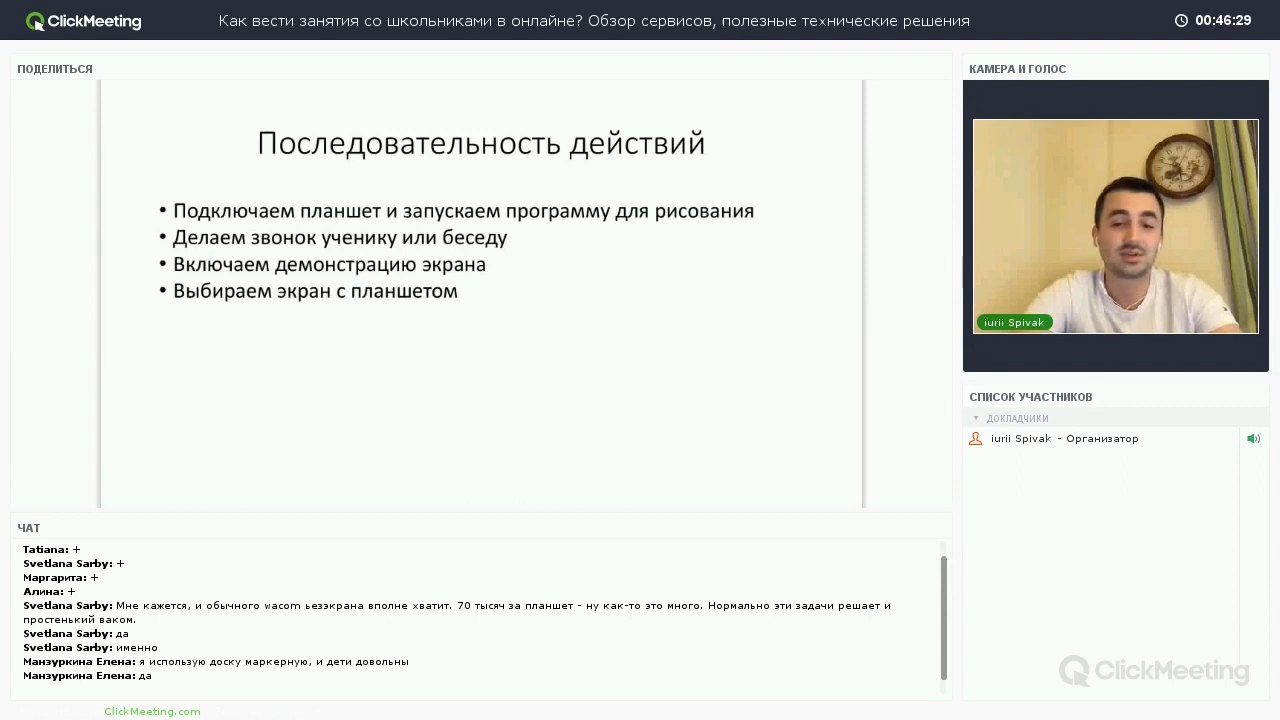 ClickMeeting
Как вести занятия со школьниками в онлайне? Обзор сервисов, полезные технические решения
00:46:29
ПОДЕЛИТЬСЯ
Последовательность действий
• Подключаем планшет и запускаем программу для рисования
• Делаем звонок ученику или беседу
• Включаем демонстрацию экрана
• Выбираем экран с планшетом
КАМЕРА И ГОЛОС
iurii Spivak
СПИСОК УЧАСТНИКОВ
ДОКЛАДЧИКИ
iurii Spivak - Организатор
ЧАТ
Tatiana: +
Svetlana Sarby: +
Маргарита: +
Алина: +
Svetlana Sarby: Мне кажется, и обычного wacom ьезэкрана вполне хватит. 70 тысяч за планшет - ну как-то это много. Нормально эти задачи решает и
простенький ваком.
Svetlana Sarby: да
Svetlana Sarby: именно
Манзуркина Елена: я использую доску маркерную, и дети довольны
Манзуркина Елена: да
ClickMeeting
ClickMeeting.com